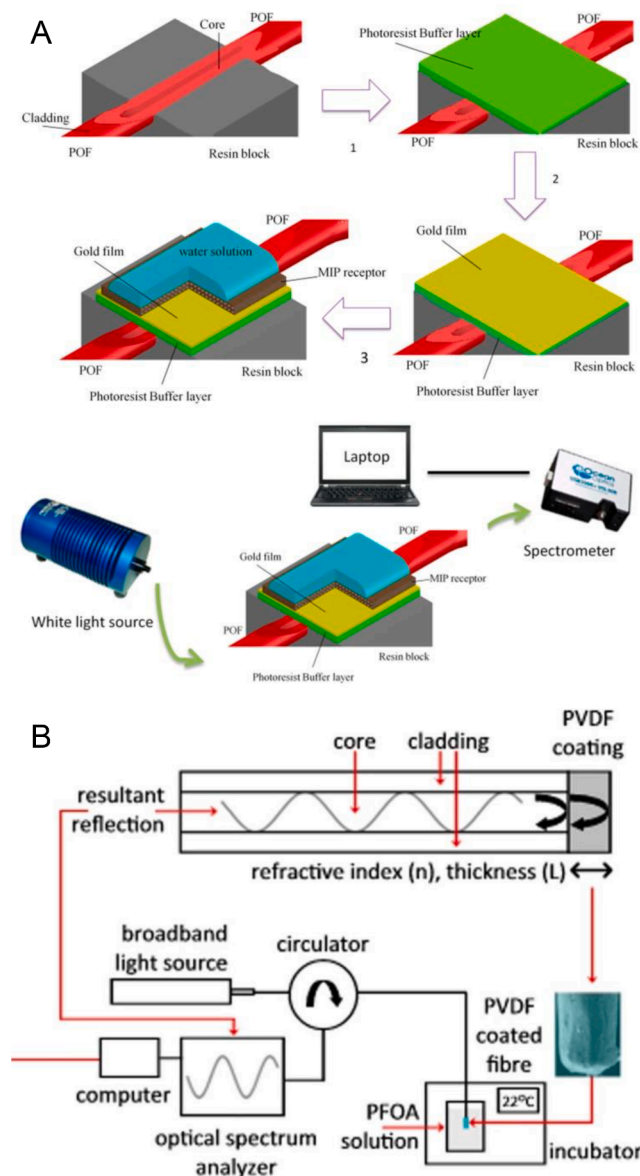 A
Core
Cladding
POF
Resin block
1
Photoresist Buffer layer
POF
POF
Resin block
2
POF
Gold film
water solution
MIP receptor
Resin block
Photoresist Buffer layer
3
Gold film
POF
POF
Resin block
Photoresist Buffer layer
Laptop
Ocean
Optics
Spectrometer
White light source
POF
Gold film
MIP receptor
POF
Resin block
Photoresist Buffer layer
B
PVDF
coating
core
cladding
resultant
reflection
refractive index (n), thickness (L)
broadband
light source
circulator
PVDF
coated
fibre
computer
optical spectrum
analyzer
PFOA
solution
22°C
incubator